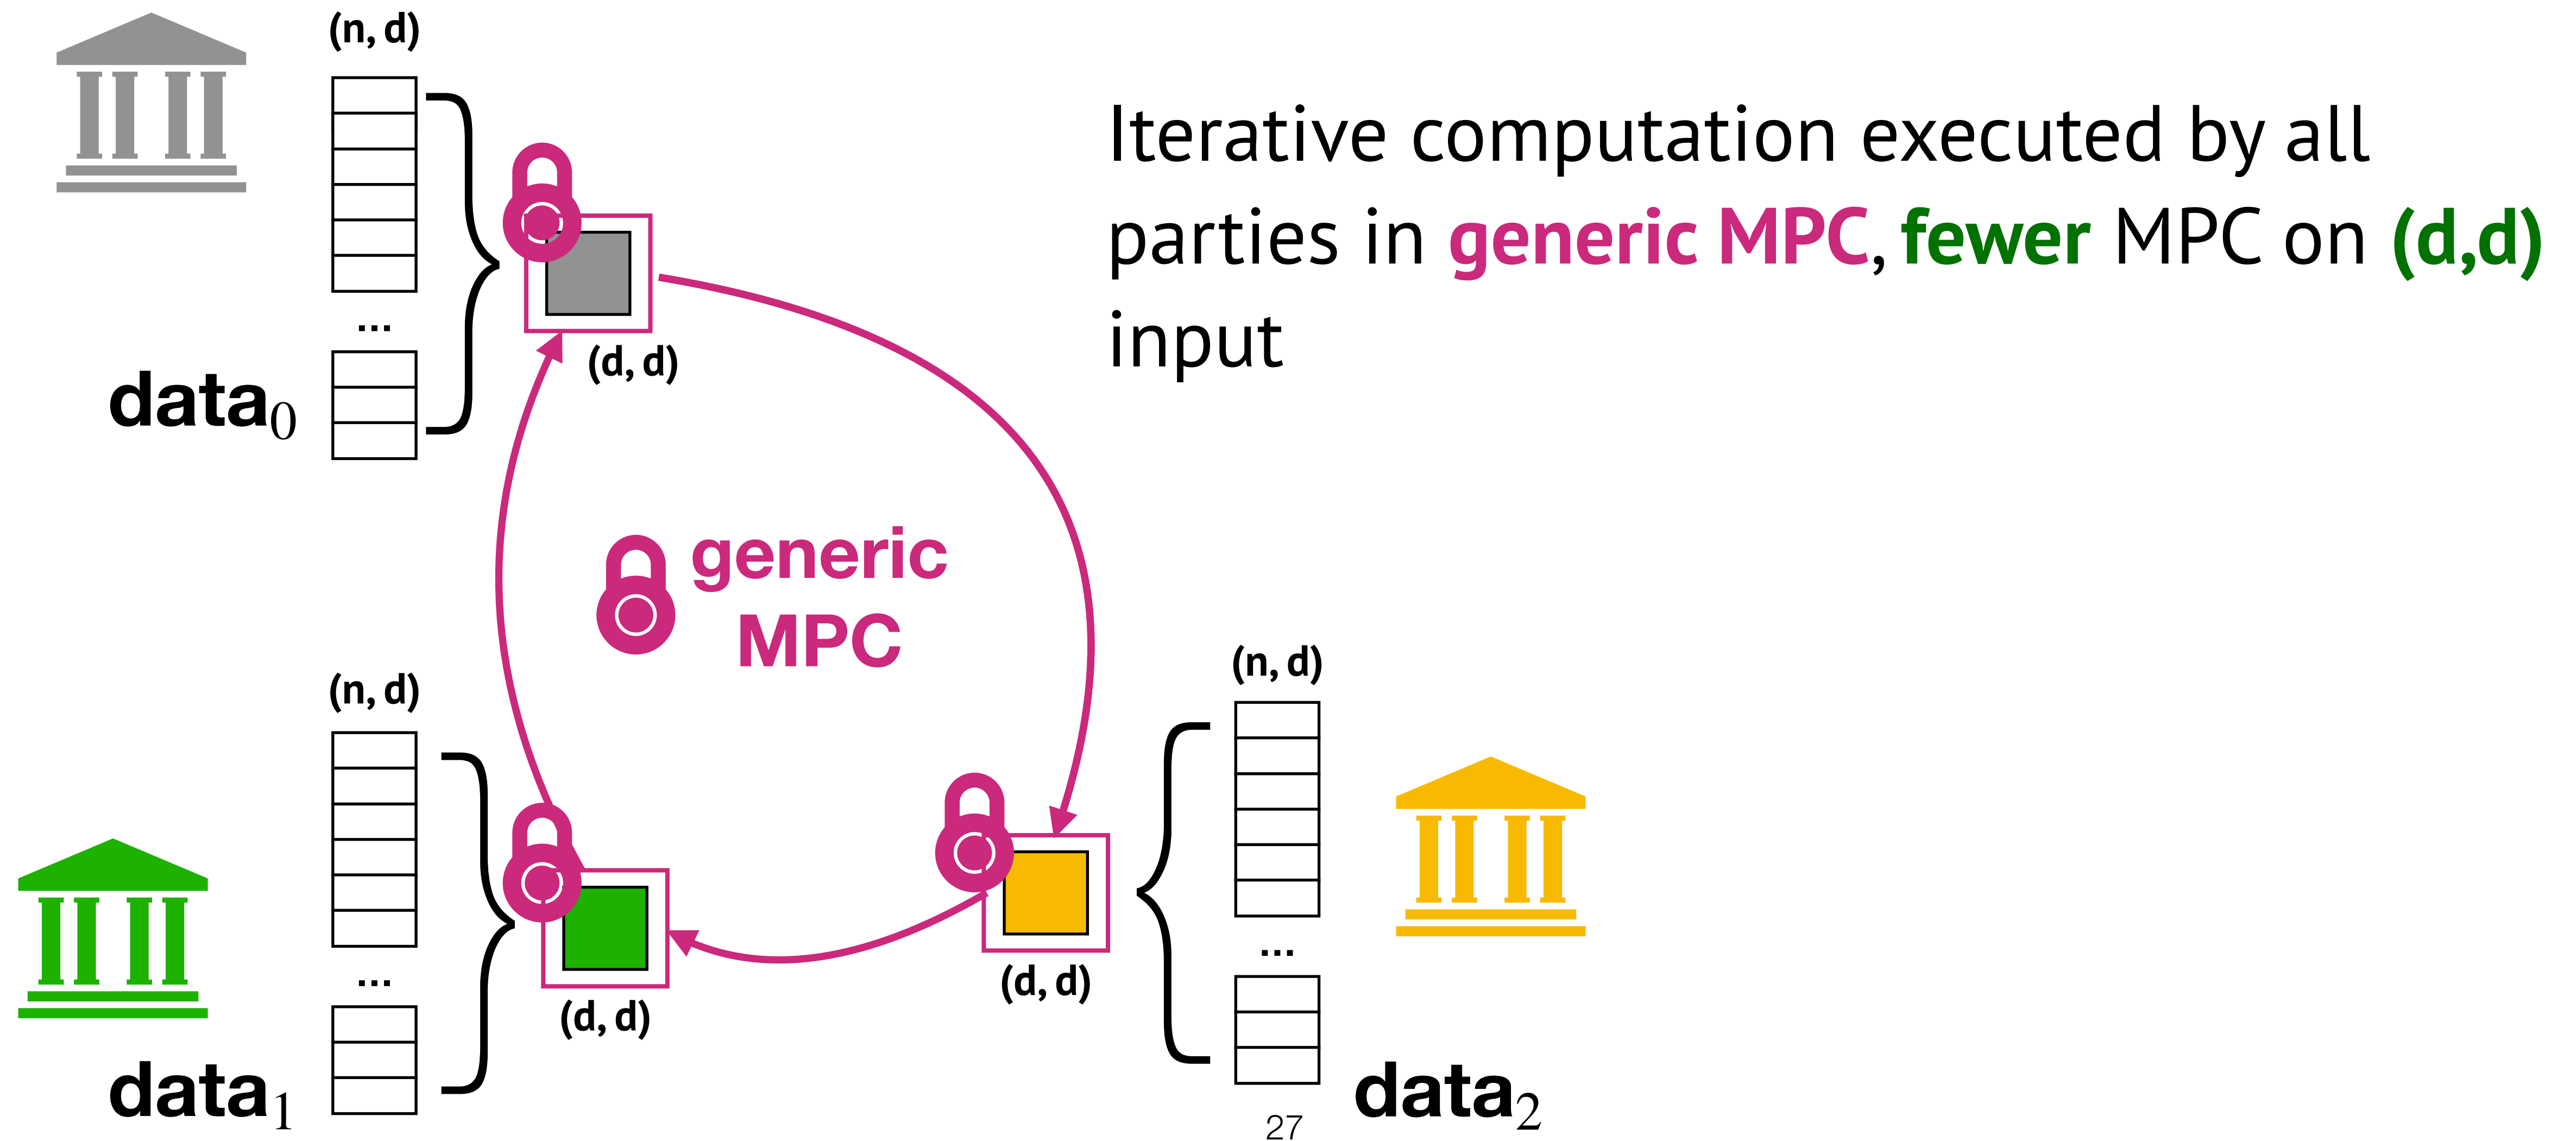 (n, d)
Iterative computation executed by all
parties in generic MPC, fewer MPC on (d,d)
input
...
(d, d)
data0
generic
MPC
(n, d)
(n, d)
...
...
(d, d)
(d, d)
data1
data2
27